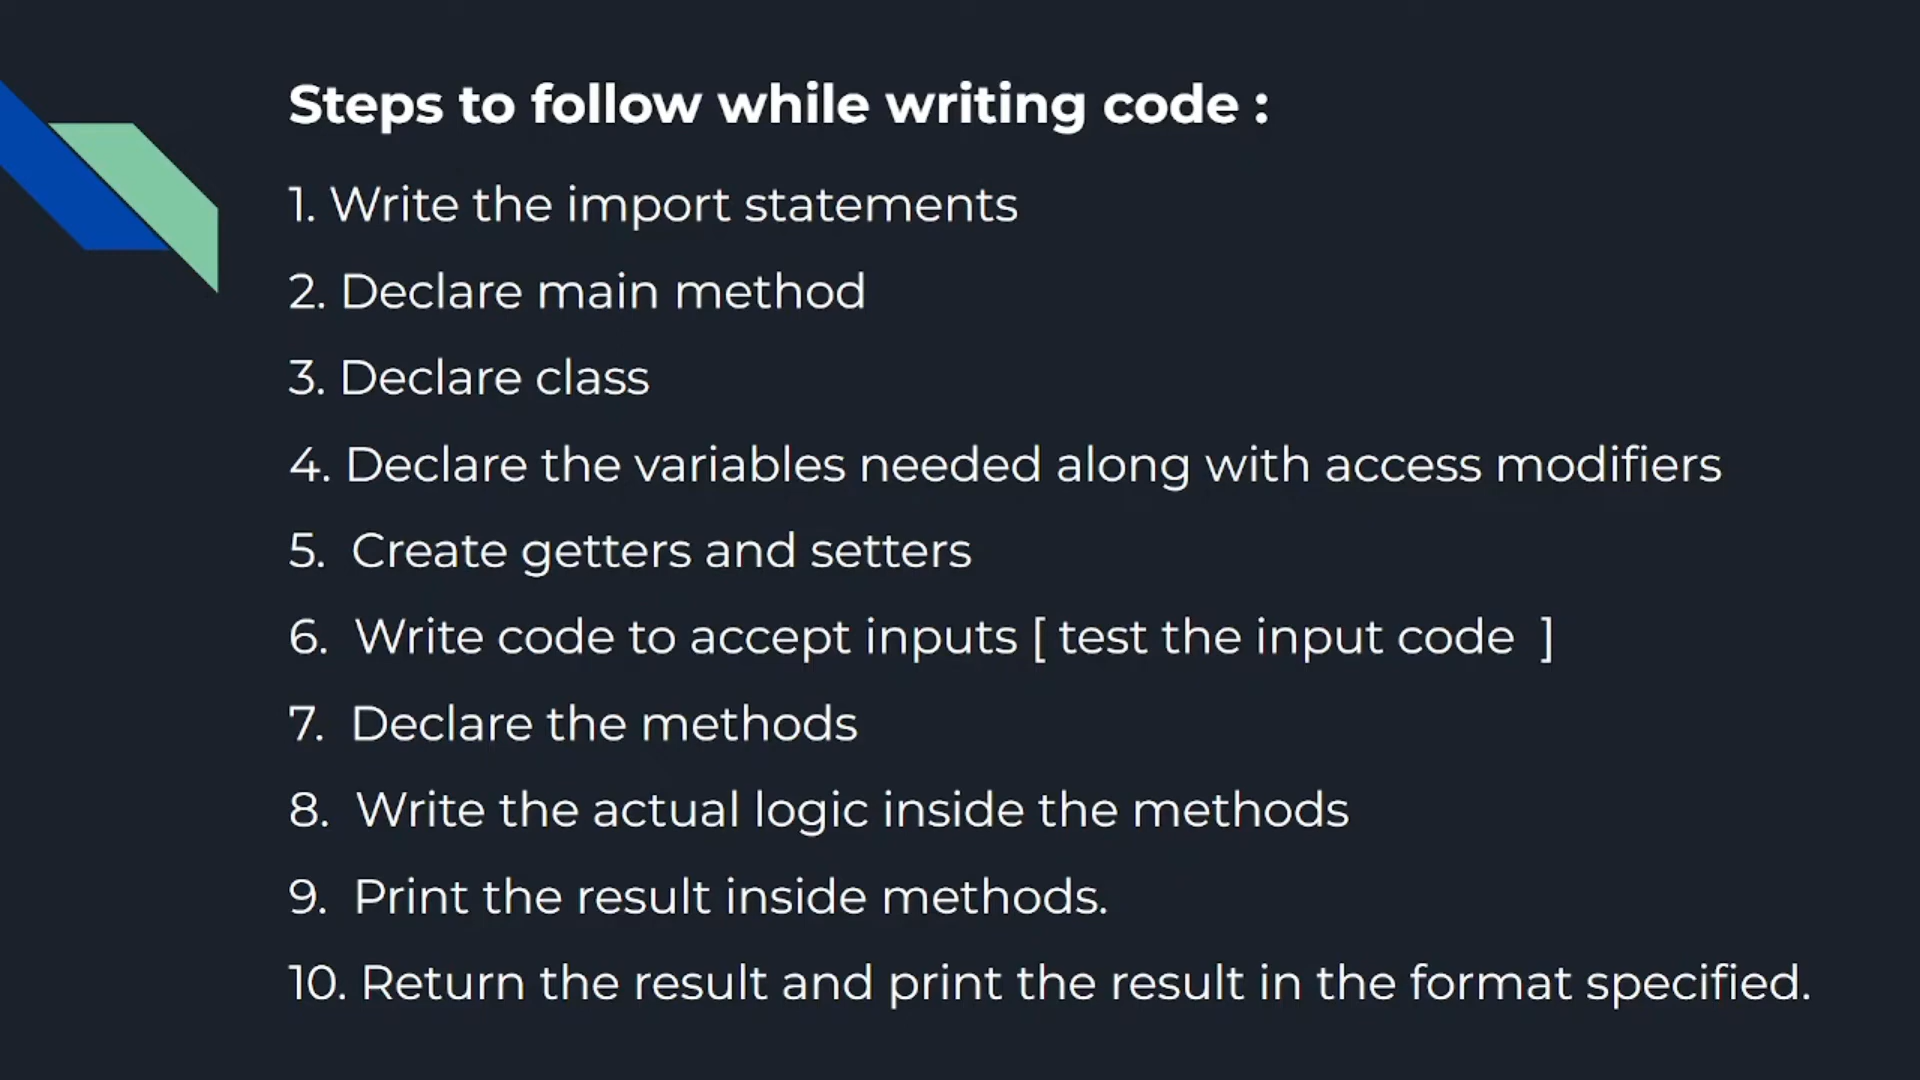 Steps to follow while writing code :
1. Write the import statements
2. Declare main method
3. Declare class
4. Declare the variables needed along with access modifiers
5. Create getters and setters
6. Write code to accept inputs [ test the input code ]
7. Declare the methods
8. Write the actual logic inside the methods
9. Print the result inside methods.
10. Return the result and print the result in the format specified.